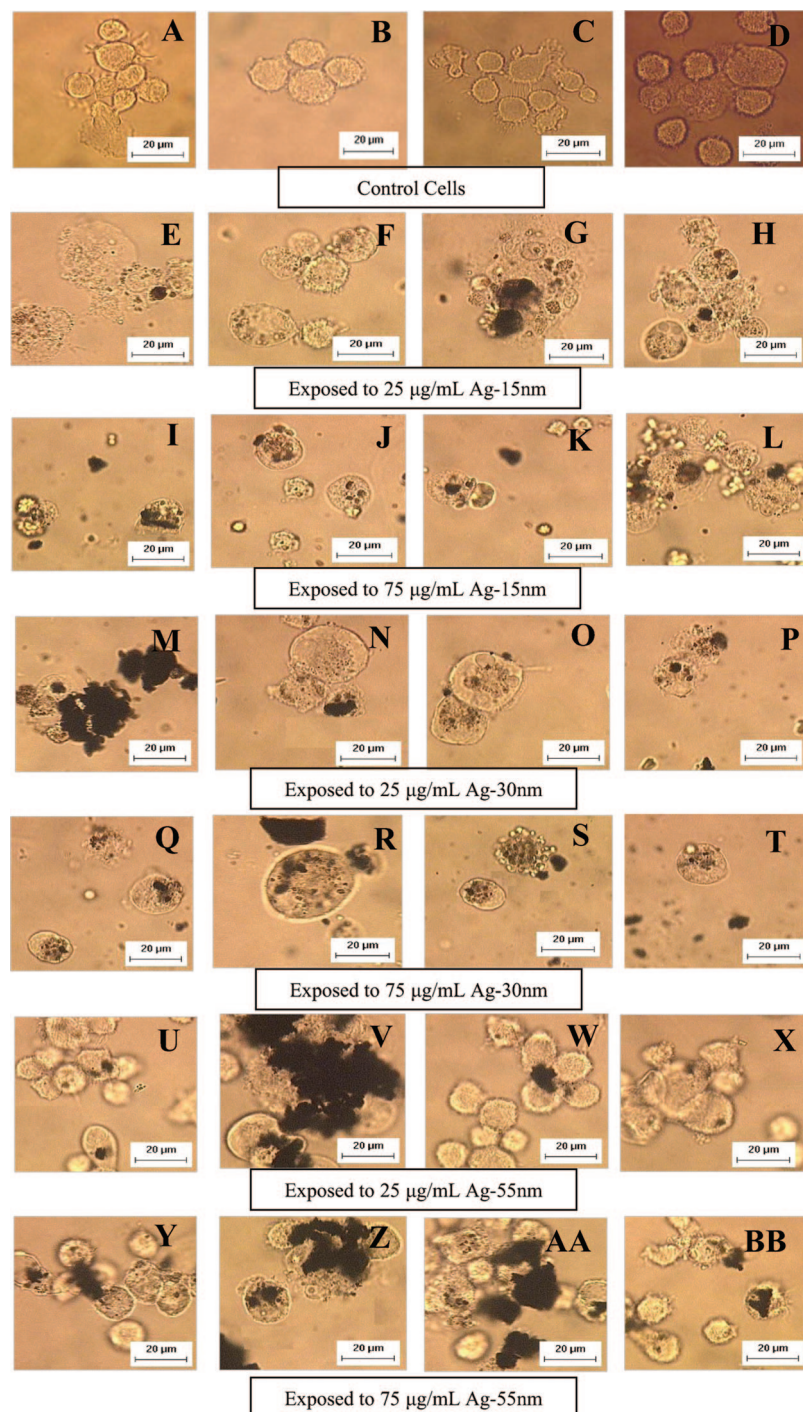 A B C D
20 µm 20 µm 20 µm 20 µm
Control Cells
E F G H
20 µm 20 µm 20 µm 20 µm
Exposed to 25 µg/mL Ag-15nm
I J K L
20 µm 20 µm 20 µm 20 µm
Exposed to 75 µg/mL Ag-15nm
M N O P
20 µm 20 µm 20 µm 20 µm
Exposed to 25 µg/mL Ag-30nm
Q R S T
20 µm 20 µm 20 µm 20 µm
Exposed to 75 µg/mL Ag-30nm
U V W X
20 µm 20 µm 20 µm 20 µm
Exposed to 25 µg/mL Ag-55nm
Y Z AA BB
20 µm 20 µm 20 µm 20 µm
Exposed to 75 µg/mL Ag-55nm